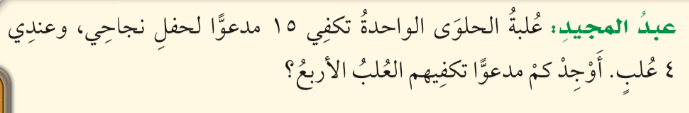 عبدُ المجيدِ: عُلبةُ الحلوَى الواحدةُ تكفِي ١٥ مدعوًّا لحفلِ نجاحِي، وعندِي
٤ عُلبٍ. أَوْجِدْ كمْ مدعوًّا تكفِيهم العُلبُ الأربعُ؟